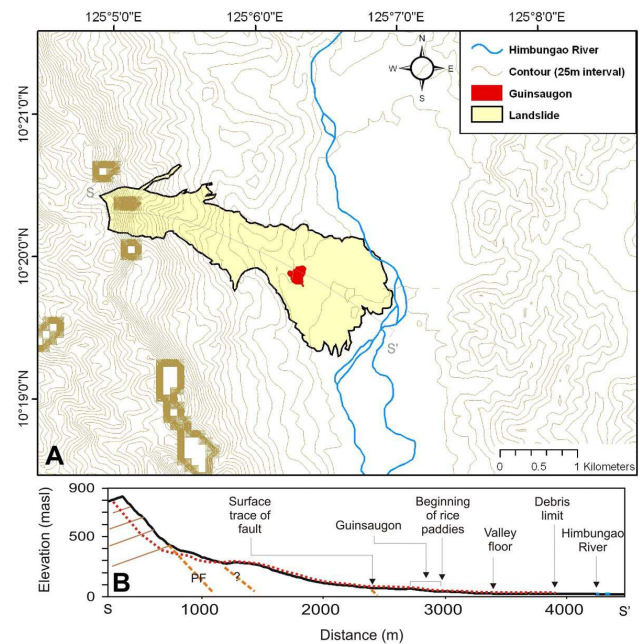 125°5'0"E
125°6'0"E
125°7'0"E
125°8'0"E
10°21'0"N
10°20'0"N
10°19'0"N
N
W
E
S
Himbungao River
Contour (25m interval)
Guinsaugon
Landslide
S
S'
A
0 0.5 1 Kilometers
900
500
0
Elevation (masl)
B
Surface
trace of
fault
Guinsaugon
Beginning
of rice
paddies
Valley
floor
Debris
limit
Himbungao
River
PF
?
S
1000
2000
3000
4000
S'
Distance (m)